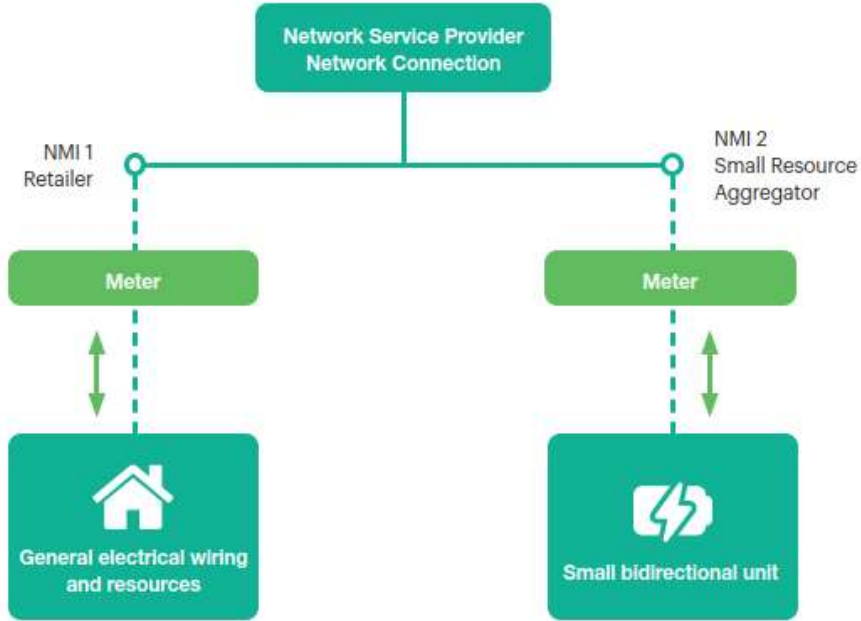 Network Service Provider
Network Connection
NMI 1
Retailer
NMI 2
Small Resource
Aggregator
Meter
Meter
General electrical wiring
and resources
Small bidirectional unit